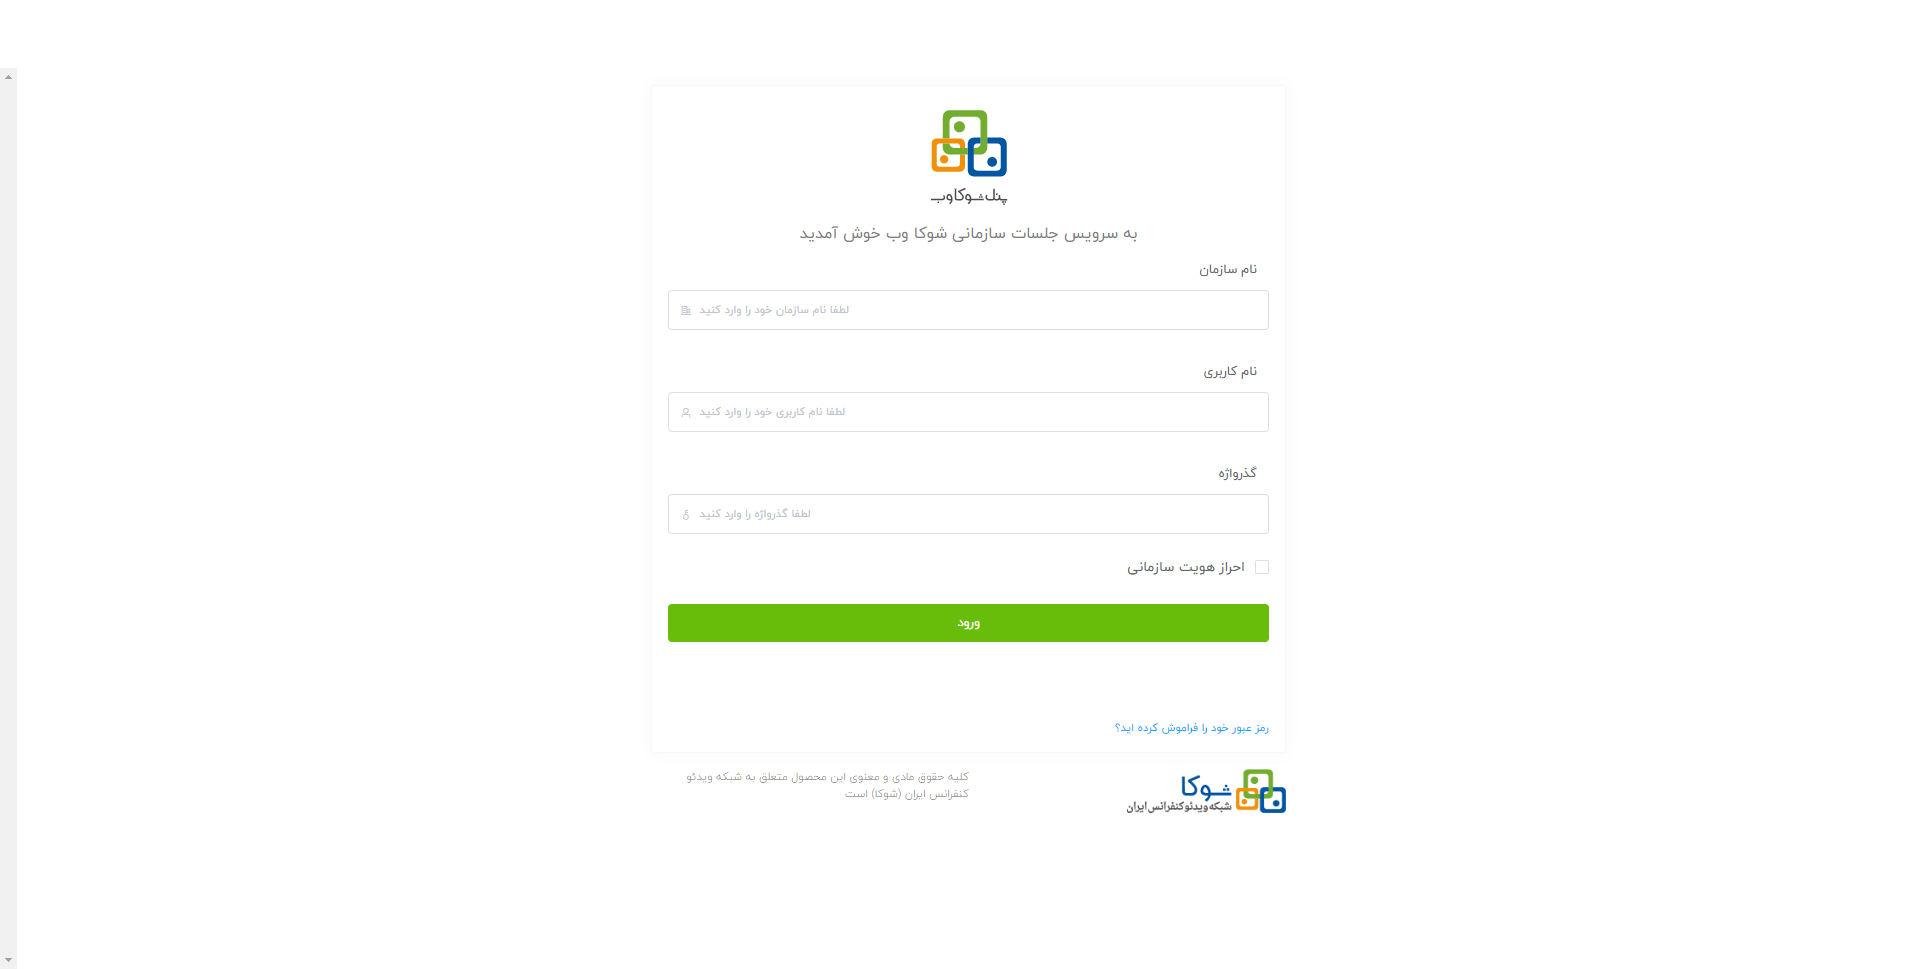 پنل شوکا وب
به سرویس جلسات سازمانی شوکا وب خوش آمدید
نام سازمان
لطفا نام سازمان خود را وارد کنید
نام کاربری
لطفا نام کاربری خود را وارد کنید
گذرواژه
لطفا گذرواژه را وارد کنید
احراز هویت سازمانی
ورود
رمز عبور خود را فراموش کرده اید؟
شوکا
شبکه ویدئو کنفرانس ایران
کلیه حقوق مادی و معنوی این محصول متعلق به شبکه ویدئو
کنفرانس ایران (شوکا) است